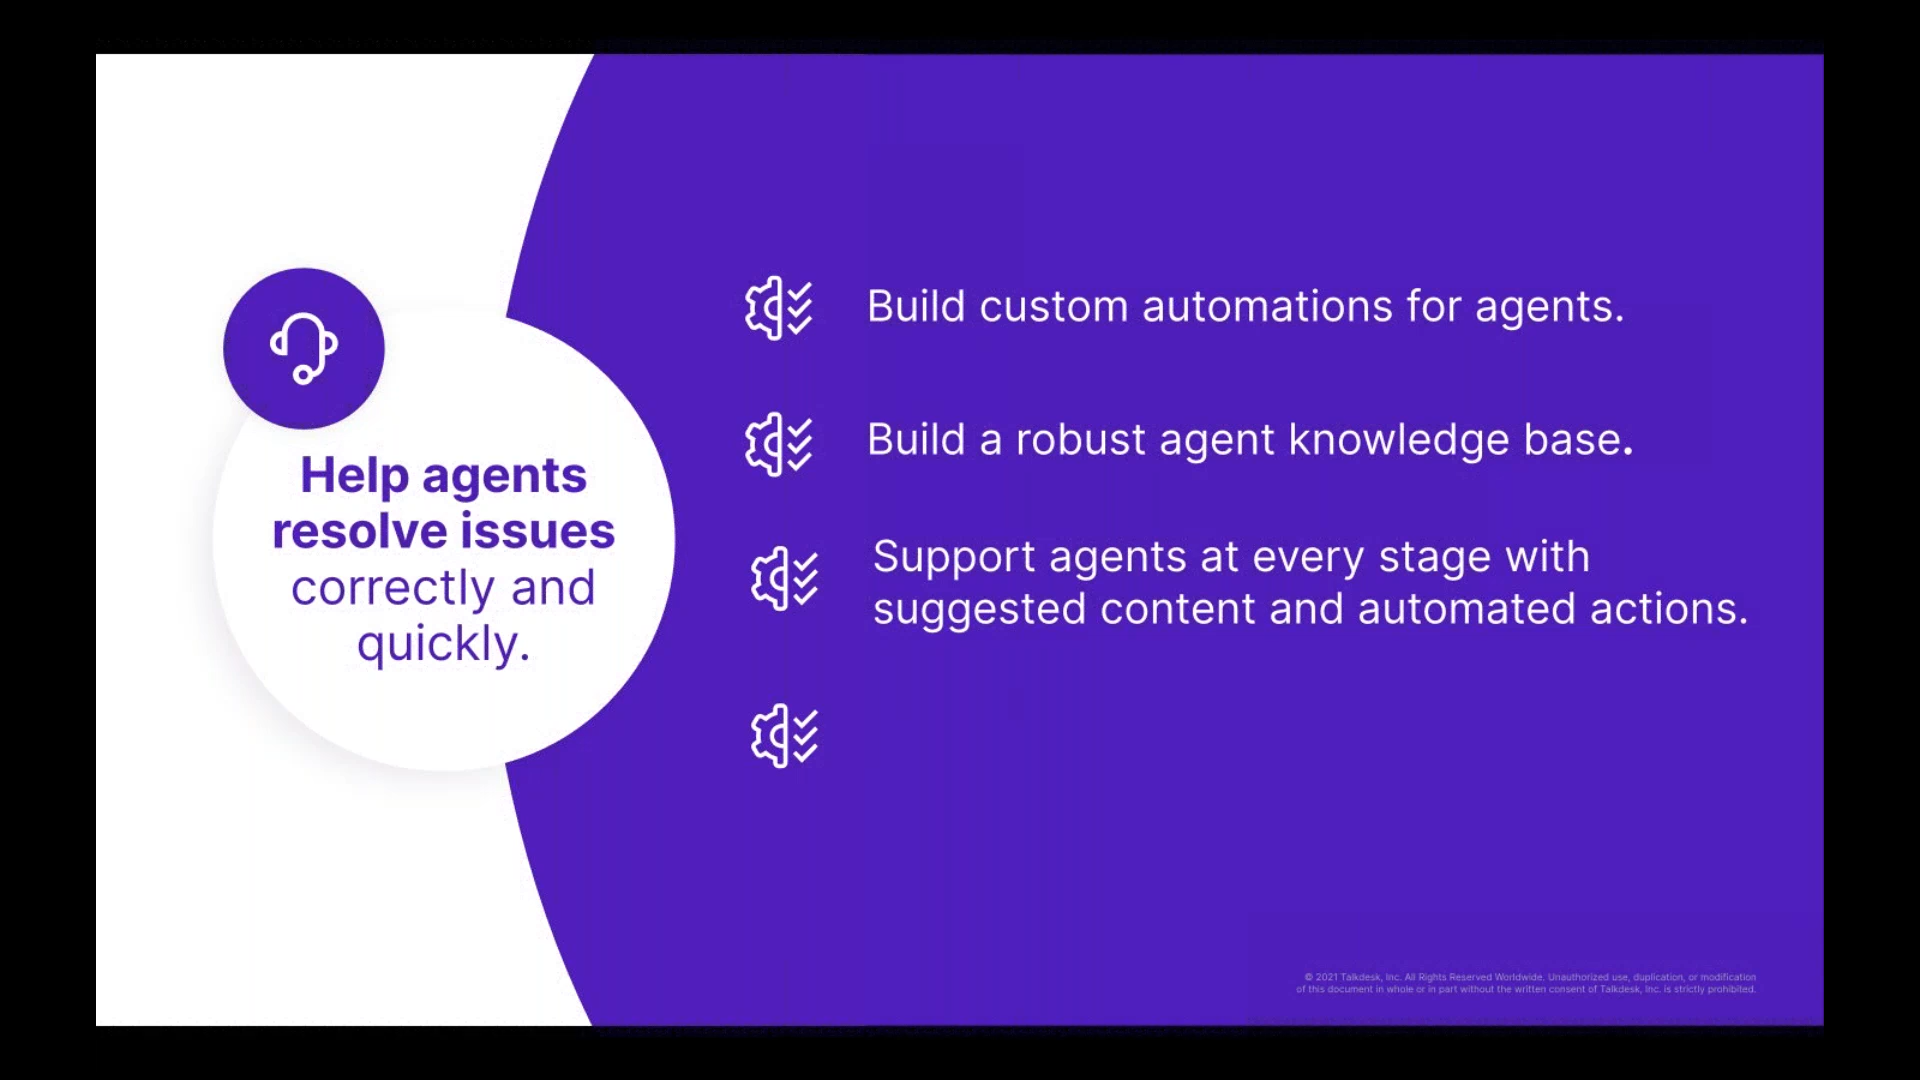 Help agents
resolve issues
correctly and
quickly.
Build custom automations for agents.
Build a robust agent knowledge base.
Support agents at every stage with
suggested content and automated actions.
© 2021 Talkdesk, Inc. All Rights Reserved Worldwide. Unauthorized use, duplication, or modification
of this document in whole or in part without the written consent of Talkdesk, Inc. is strictly prohibited.